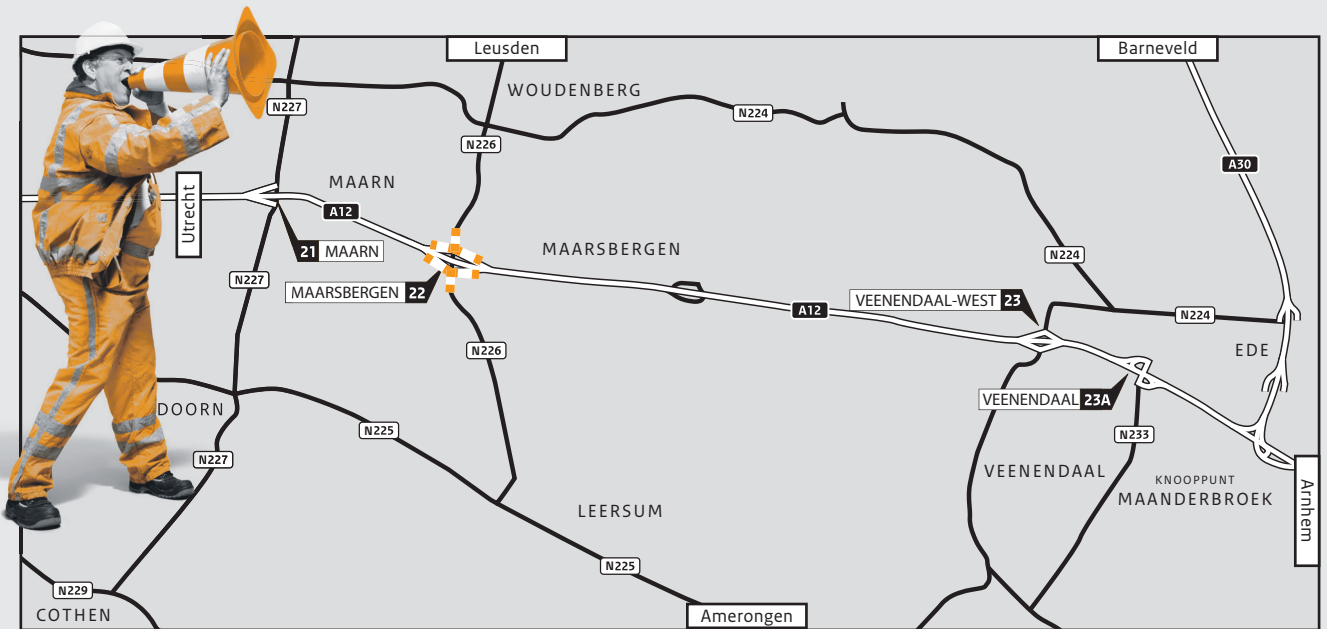 Leusden
Barneveld
WOUDENBERG
N227
N224
N226
A30
MAARN
Utrecht
A12
21 MAARN
MAARSBERGEN
N224
N227
MAARSBERGEN 22
VEENENDAAL-WEST 23
A12
N224
N226
EDE
VEENENDAAL 23A
DOORN
N225
N233
N227
VEENENDAAL
KNOOPPUNT
MAANDERBROEK
Arnhem
LEERSUM
N225
N229
COTHEN
Amerongen